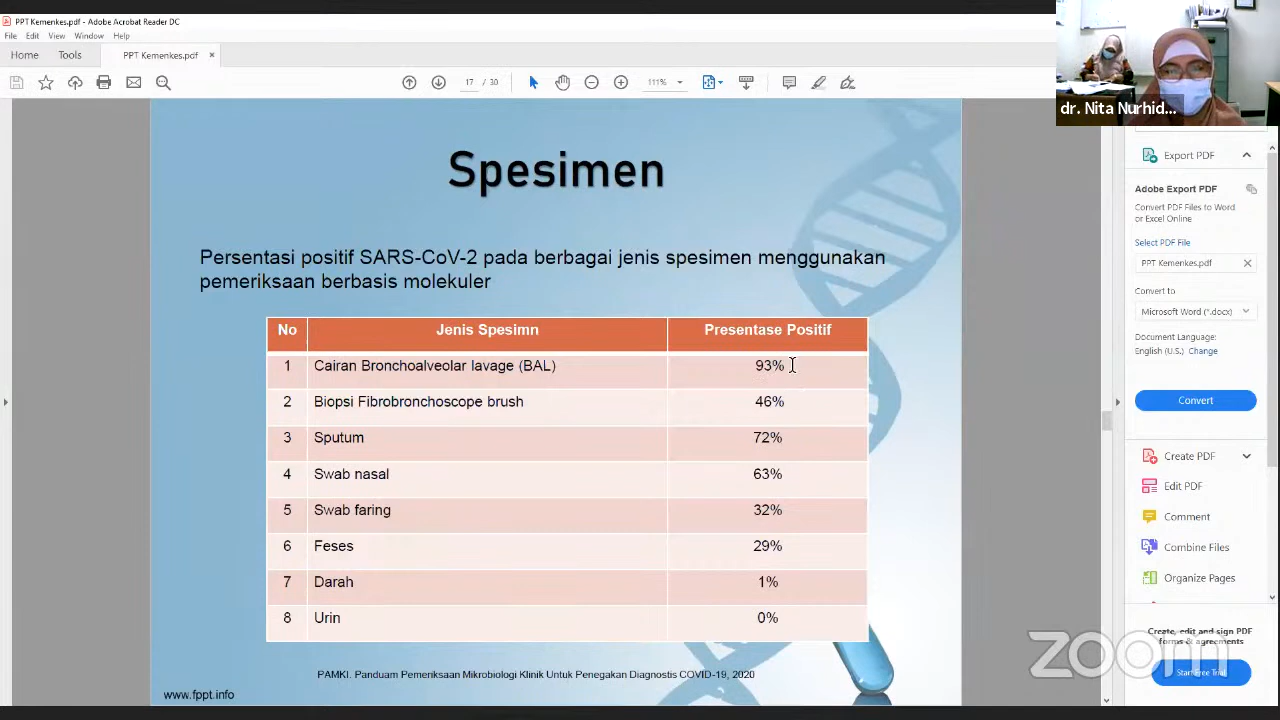 PPT Kemenkes.pdf - Adobe Acrobat Reader DC
File Edit View Window Help
Home Tools PPT Kemenkes.pdf ×
17 / 30 111%
dr. Nita Nurhid...
Spesimen
Persentasi positif SARS-CoV-2 pada berbagai jenis spesimen menggunakan
pemeriksaan berbasis molekuler
No Jenis Spesimn Presentase Positif
1 Cairan Bronchoalveolar lavage (BAL) 93%
2 Biopsi Fibrobronchoscope brush 46%
3 Sputum 72%
4 Swab nasal 63%
5 Swab faring 32%
6 Feses 29%
7 Darah 1%
8 Urin 0%
PAMKI. Panduan Pemeriksaan Mikrobiologi Klinik Untuk Penegakan Diagnostis COVID-19, 2020
www.fppt.info
Export PDF
Adobe Export PDF
Convert PDF Files to Word
or Excel Online
Select PDF File
PPT Kemenkes.pdf
Convert to
Microsoft Word (*.docx)
Document Language:
English (U.S.) Change
Convert
Create PDF
Edit PDF
Comment
Combine Files
Organize Pages
Create, edit and sign PDF
forms & agreements
Start Free Trial
zoom